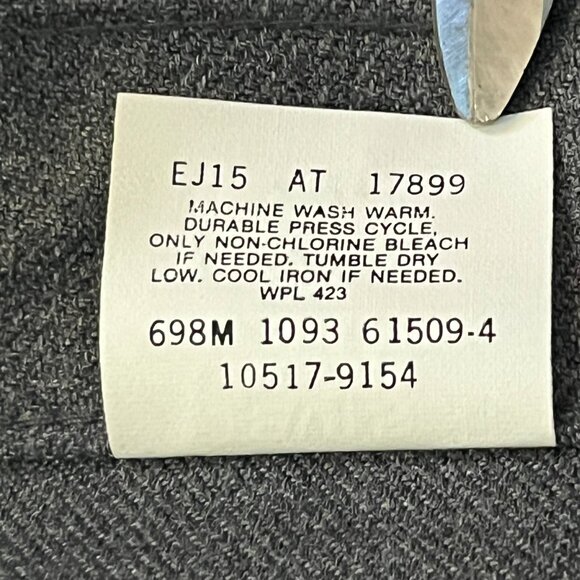 EJ15 AT 17899
MACHINE WASH WARM.
DURABLE PRESS CYCLE,
ONLY NON-CHLORINE BLEACH
IF NEEDED. TUMBLE DRY
LOW. COOL IRON IF NEEDED.
WPL 423
698M 1093 61509-4
10517-9154